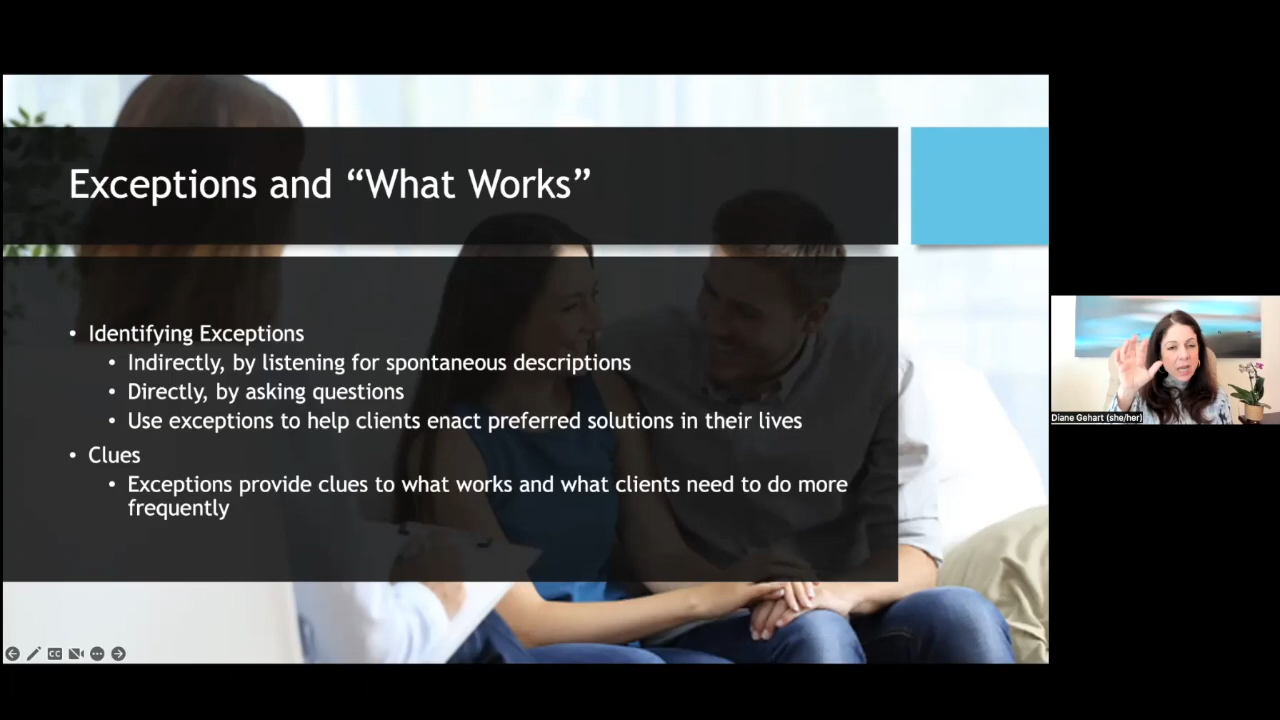 Exceptions and “What Works”
• Identifying Exceptions
• Indirectly, by listening for spontaneous descriptions
• Directly, by asking questions
• Use exceptions to help clients enact preferred solutions in their lives
• Clues
• Exceptions provide clues to what works and what clients need to do more
frequently
Diane Gehart (she/her)
CC